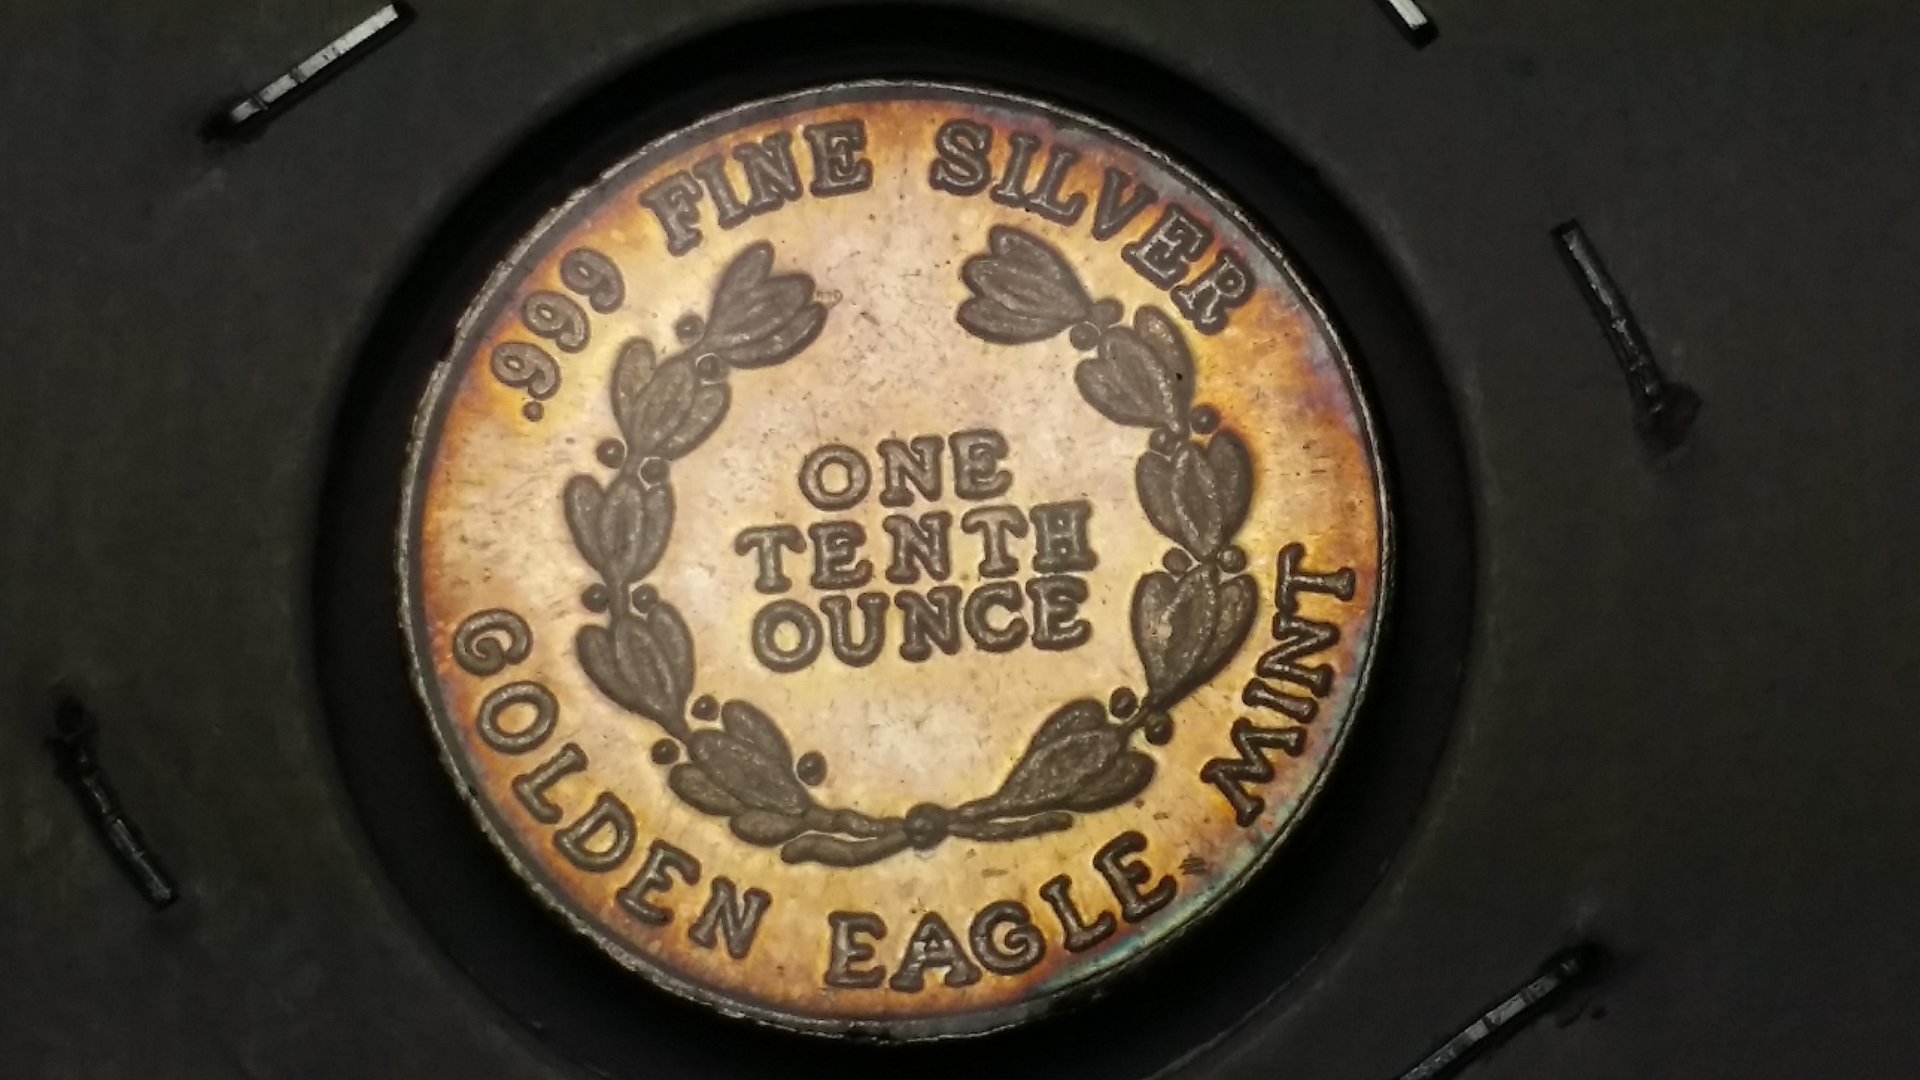 .999 FINE SILVER
ONE
TENTH
OUNCE
GOLDEN EAGLE MINT